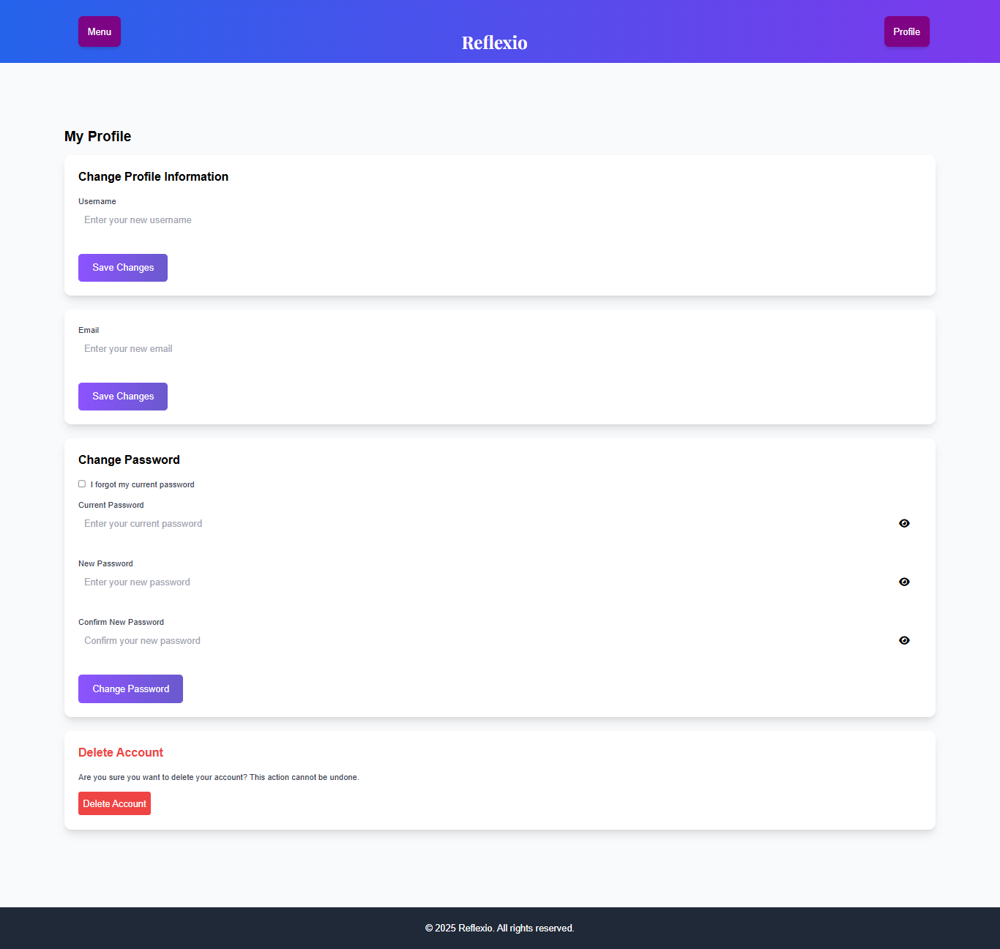 Menu
Reflexio
Profile
My Profile
Change Profile Information
Username
Enter your new username
Save Changes
Email
Enter your new email
Save Changes
Change Password
I forgot my current password
Current Password
Enter your current password
New Password
Enter your new password
Confirm New Password
Confirm your new password
Change Password
Delete Account
Are you sure you want to delete your account? This action cannot be undone.
Delete Account
© 2025 Reflexio. All rights reserved.